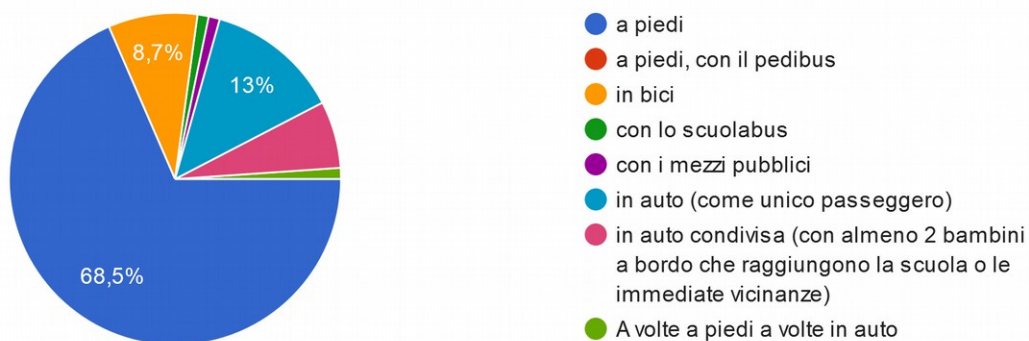 8,7%
13%
68,5%
a piedi
a piedi, con il pedibus
in bici
con lo scuolabus
con i mezzi pubblici
in auto (come unico passeggero)
in auto condivisa (con almeno 2 bambini
a bordo che raggiungono la scuola o le
immediate vicinanze)
A volte a piedi a volte in auto